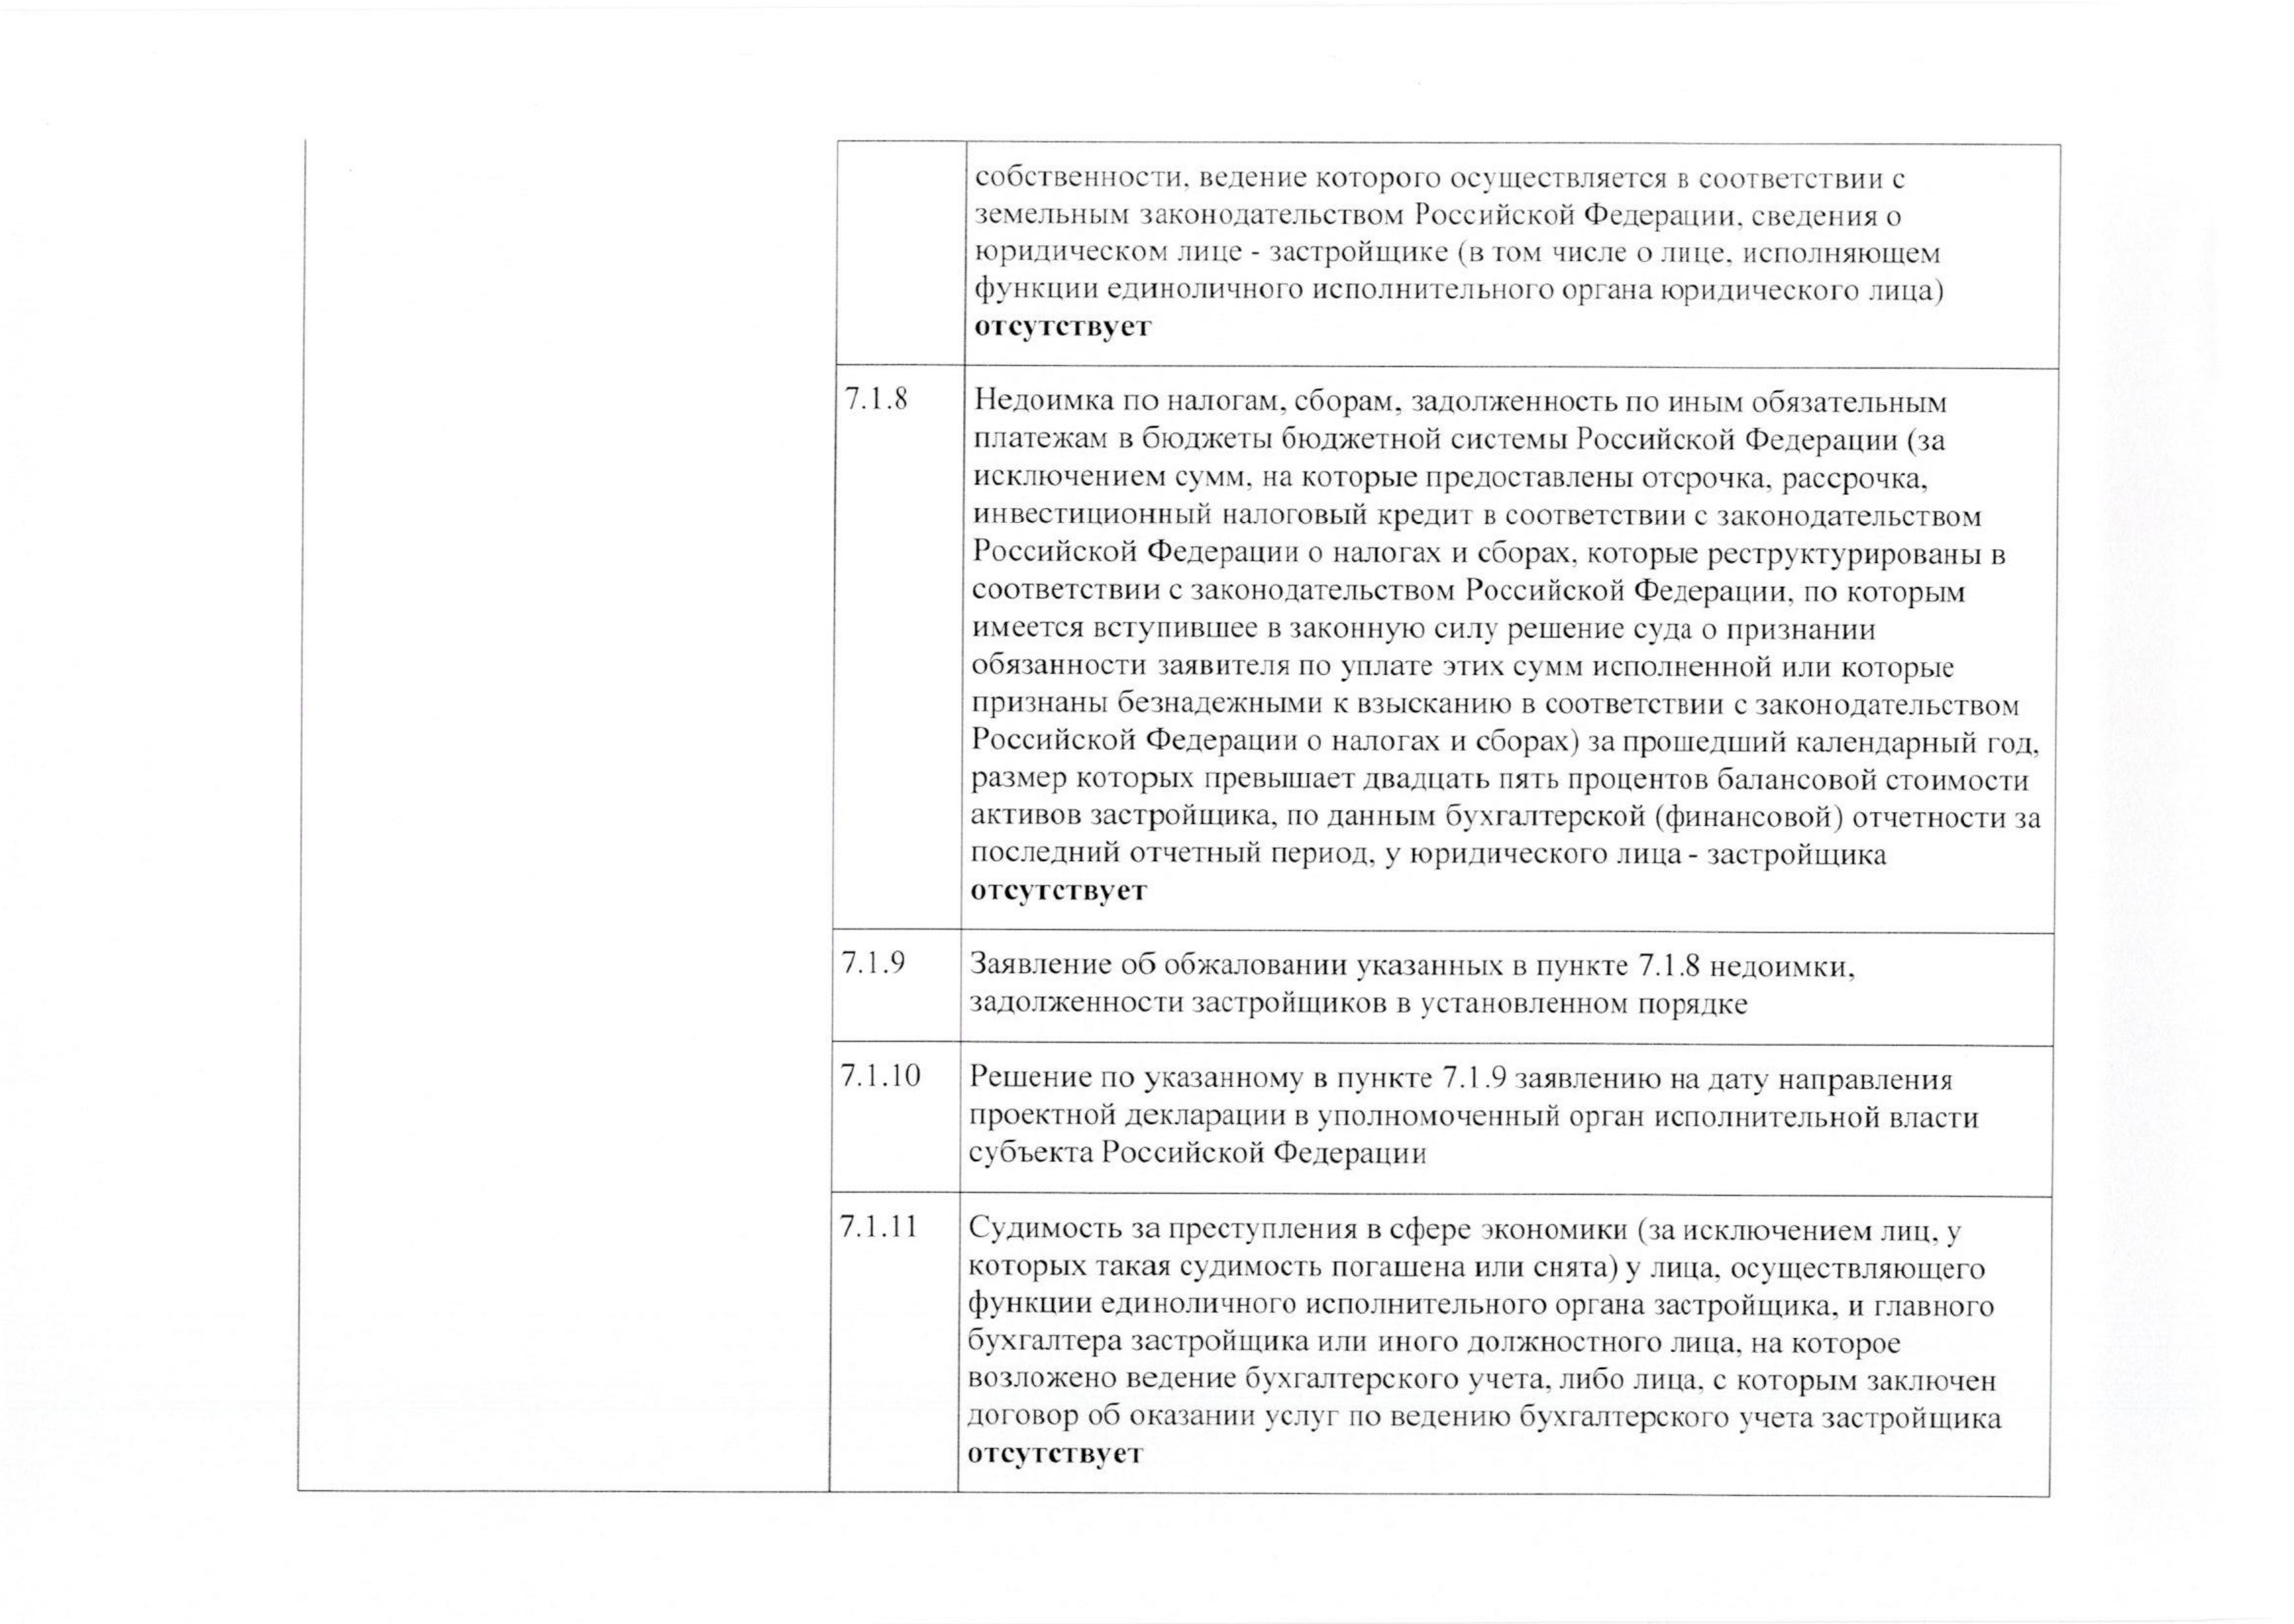 собственности, ведение которого осуществляется в соответствии с
земельным законодательством Российской Федерации, сведения о
юридическом лице - застройщике (в том числе о лице, исполняющем
функции единоличного исполнительного органа юридического лица)
отсутствует
7.1.8
Недоимка по налогам, сборам, задолженность по иным обязательным
платежам в бюджеты бюджетной системы Российской Федерации (за
исключением сумм, на которые предоставлены отсрочка, рассрочка,
инвестиционный налоговый кредит в соответствии с законодательством
Российской Федерации о налогах и сборах, которые реструктурированы в
соответствии с законодательством Российской Федерации, по которым
имеется вступившее в законную силу решение суда о признании
обязанности заявителя по уплате этих сумм исполненной или которые
признаны безнадежными к взысканию в соответствии с законодательством
Российской Федерации о налогах и сборах) за прошедший календарный год,
размер которых превышает двадцать пять процентов балансовой стоимости
активов застройщика, по данным бухгалтерской (финансовой) отчетности за
последний отчетный период, у юридического лица - застройщика
отсутствует
7.1.9
Заявление об обжаловании указанных в пункте 7.1.8 недоимки,
задолженности застройщиков в установленном порядке
7.1.10
Решение по указанному в пункте 7.1.9 заявлению на дату направления
проектной декларации в уполномоченный орган исполнительной власти
субъекта Российской Федерации
7.1.11
Судимость за преступления в сфере экономики (за исключением лиц, у
которых такая судимость погашена или снята) у лица, осуществляющего
функции единоличного исполнительного органа застройщика, и главного
бухгалтера застройщика или иного должностного лица, на которое
возложено ведение бухгалтерского учета, либо лица, с которым заключен
договор об оказании услуг по ведению бухгалтерского учета застройщика
отсутствует